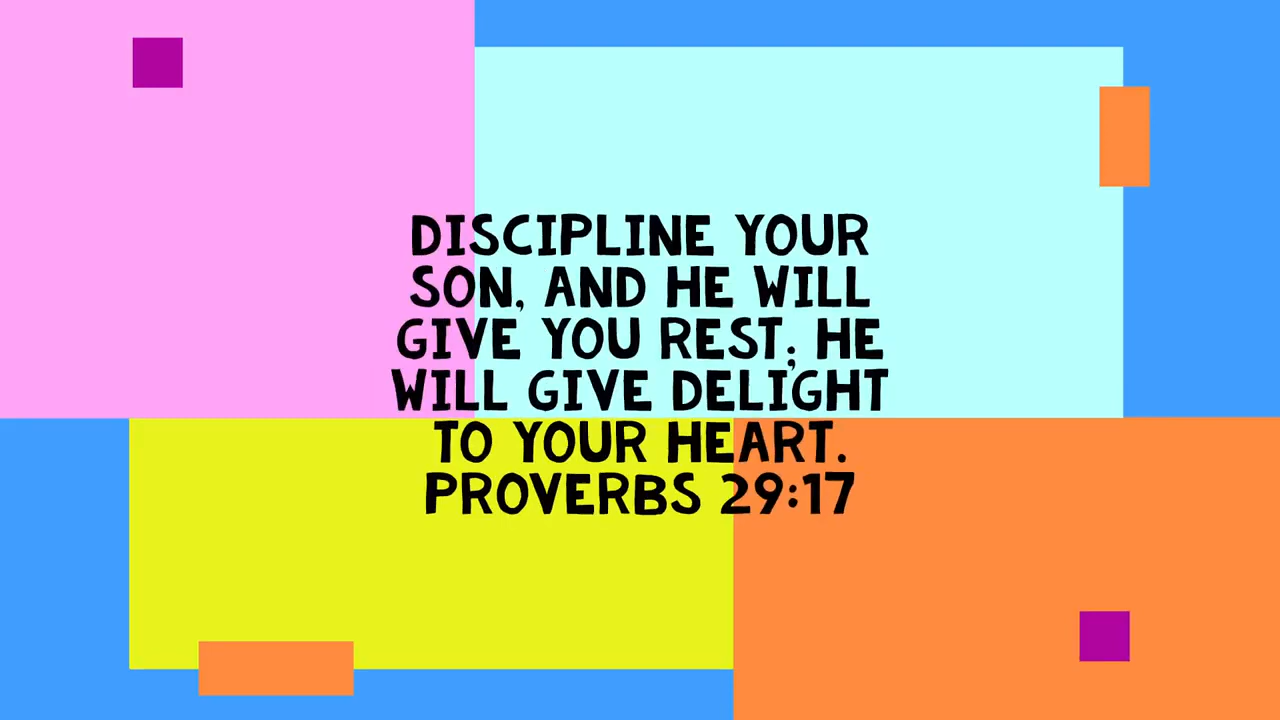 DISCIPLINE YOUR
SON, AND HE WILL
GIVE YOU REST; HE
WILL GIVE DELIGHT
TO YOUR HEART.
PROVERBS 29:17